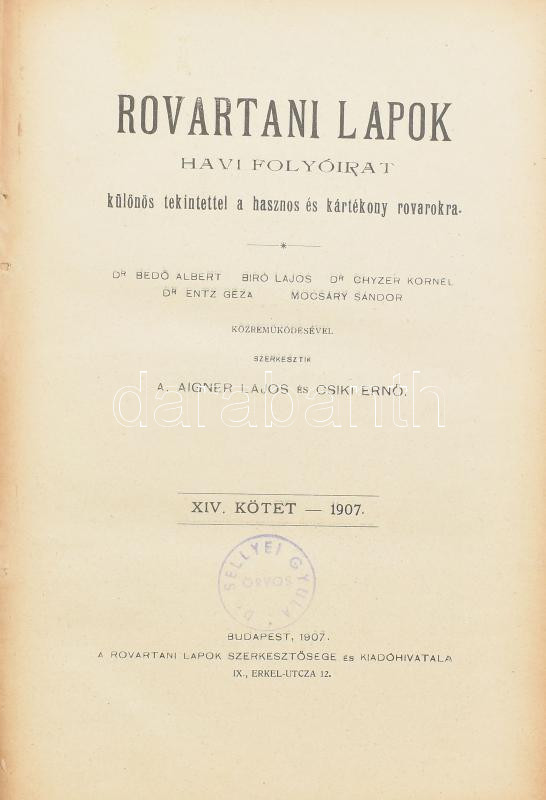 ROVARTANI LAPOK
HAVI FOLYÓIRAT
különös tekintettel a hasznos és kártékony rovarokra.
DR BEDŐ ALBERT BIRÓ LAJOS DR CHYZER KORNÉL
DR ENTZ GÉZA MOCSÁRY SÁNDOR
KÖZREMŰKÖDÉSÉVEL
SZERKESZTIK
A. AIGNER LAJOS ÉS CSIKI ERNŐ.
darabanth
XIV. KÖTET — 1907.
Dr SELLYEI GYULA
ORVOS
BUDAPEST, 1907.
A ROVARTANI LAPOK SZERKESZTŐSÉGE ÉS KIADÓHIVATALA
IX., ERKEL-UTCZA 12.